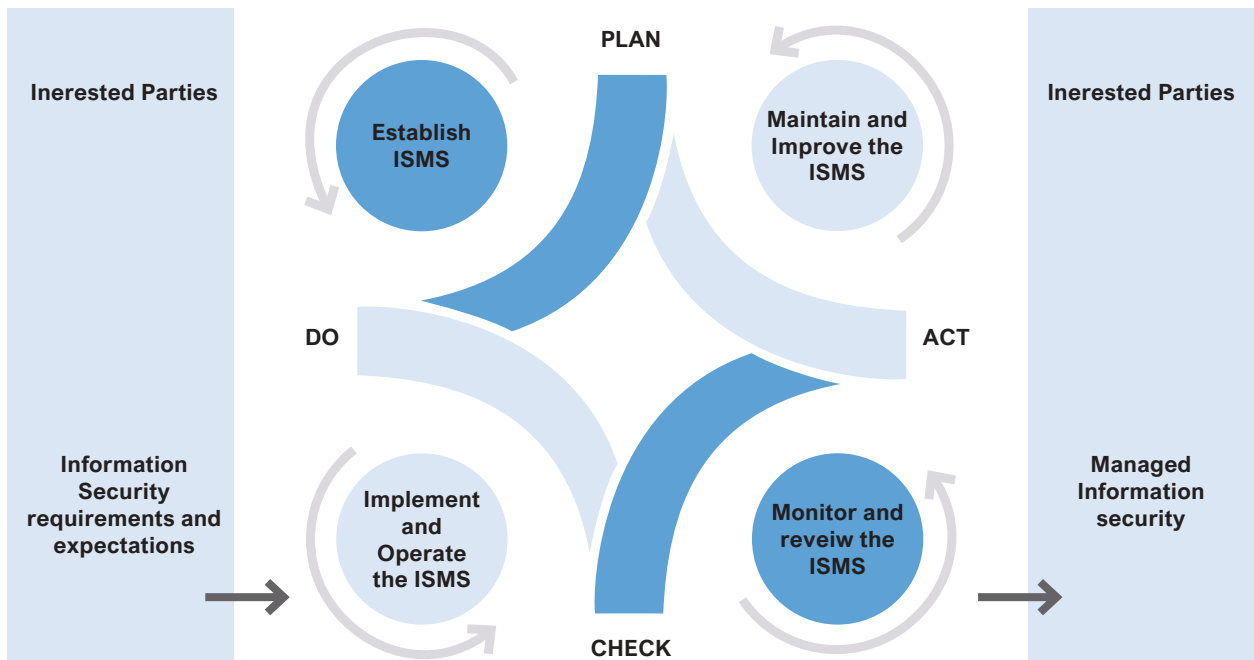 PLAN
Inerested Parties
Establish
ISMS
Maintain and
Improve the
ISMS
Inerested Parties
DO
ACT
Information
Security
requirements and
expectations
Implement
and
Operate
the ISMS
Monitor and
reveiw the
ISMS
Managed
Information
security
CHECK